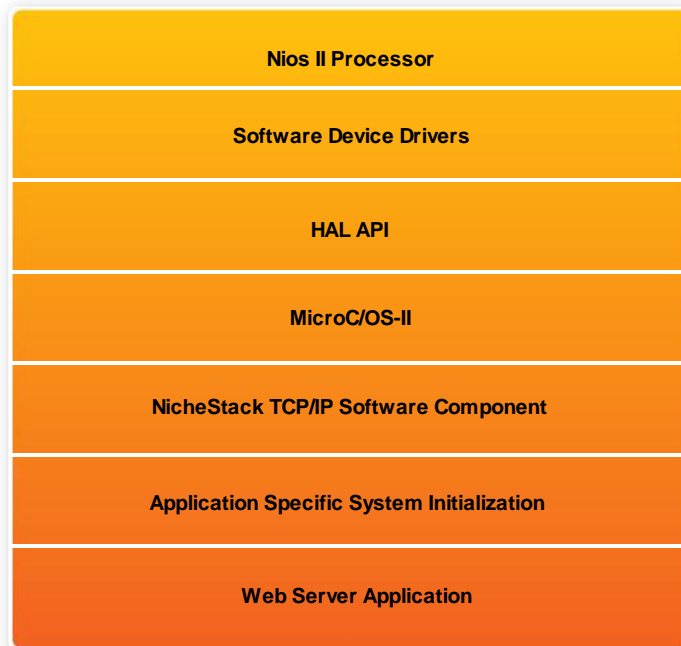 Nios II Processor
Software Device Drivers
HAL API
MicroC/OS-II
NicheStack TCP/IP Software Component
Application Specific System Initialization
Web Server Application